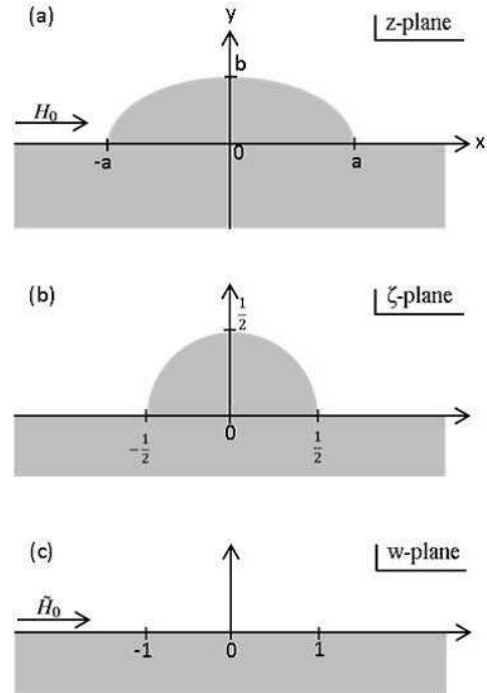 (a)
y
z-plane
b
H₀
x
-a
0
a
(b)
ζ-plane
1/2
-1/2
0
1/2
(c)
w-plane
H̃₀
-1
0
1